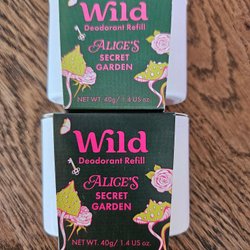 Wild
Deodorant Refill
ALICE'S
SECRET
GARDEN
NET WT. 40g/1.4 US oz.
Wild
Deodorant Refill
ALICE'S
SECRET
GARDEN
NET WT. 40g/1.4 US oz.